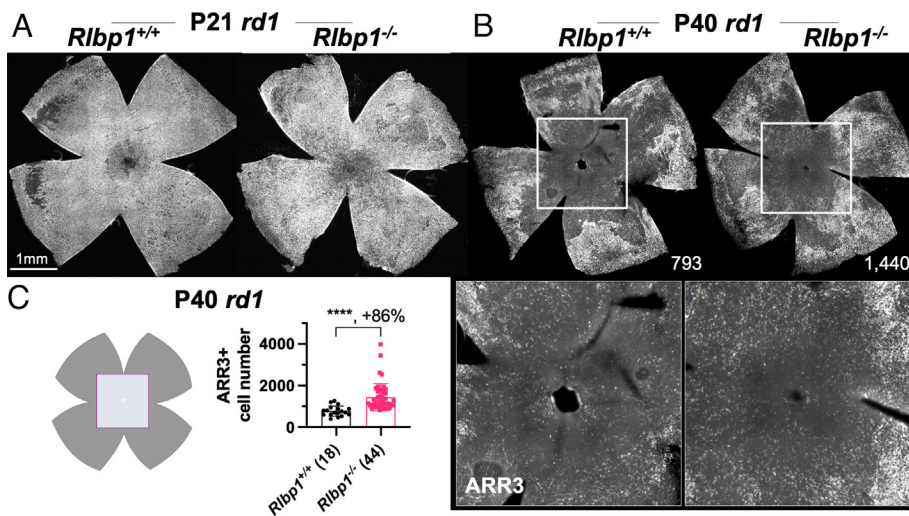 A
P21 rd1
Rlbp1+/+
Rlbp1-/-
1mm
B
P40 rd1
Rlbp1+/+
Rlbp1-/-
793
1,440
ARR3
C
P40 rd1
****, +86%
ARR3+
cell number
4000
2000
0
Rlbp1+/+ (18)
Rlbp1-/- (44)